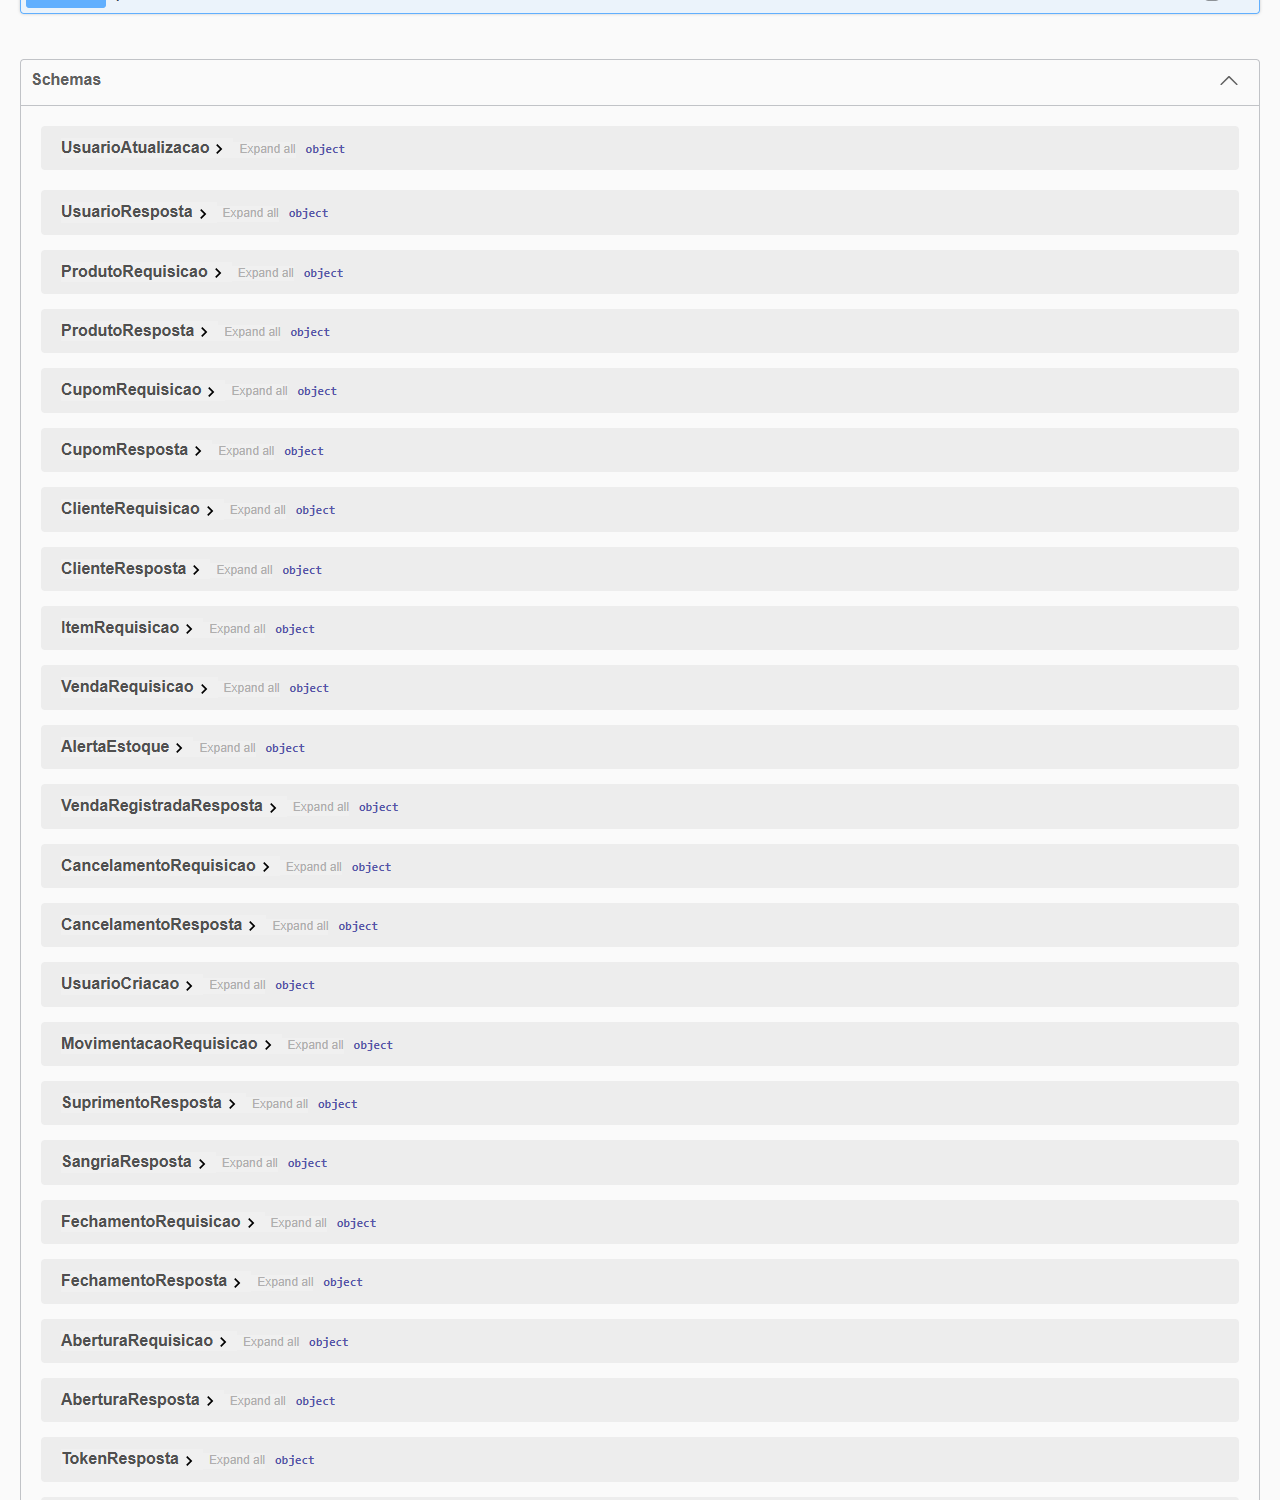 Schemas
UsuarioAtualizacao Expand all object
UsuarioResposta Expand all object
ProdutoRequisicao Expand all object
ProdutoResposta Expand all object
CupomRequisicao Expand all object
CupomResposta Expand all object
ClienteRequisicao Expand all object
ClienteResposta Expand all object
ItemRequisicao Expand all object
VendaRequisicao Expand all object
AlertaEstoque Expand all object
VendaRegistradaResposta Expand all object
CancelamentoRequisicao Expand all object
CancelamentoResposta Expand all object
UsuarioCriacao Expand all object
MovimentacaoRequisicao Expand all object
SuprimentoResposta Expand all object
SangriaResposta Expand all object
FechamentoRequisicao Expand all object
FechamentoResposta Expand all object
AberturaRequisicao Expand all object
AberturaResposta Expand all object
TokenResposta Expand all object